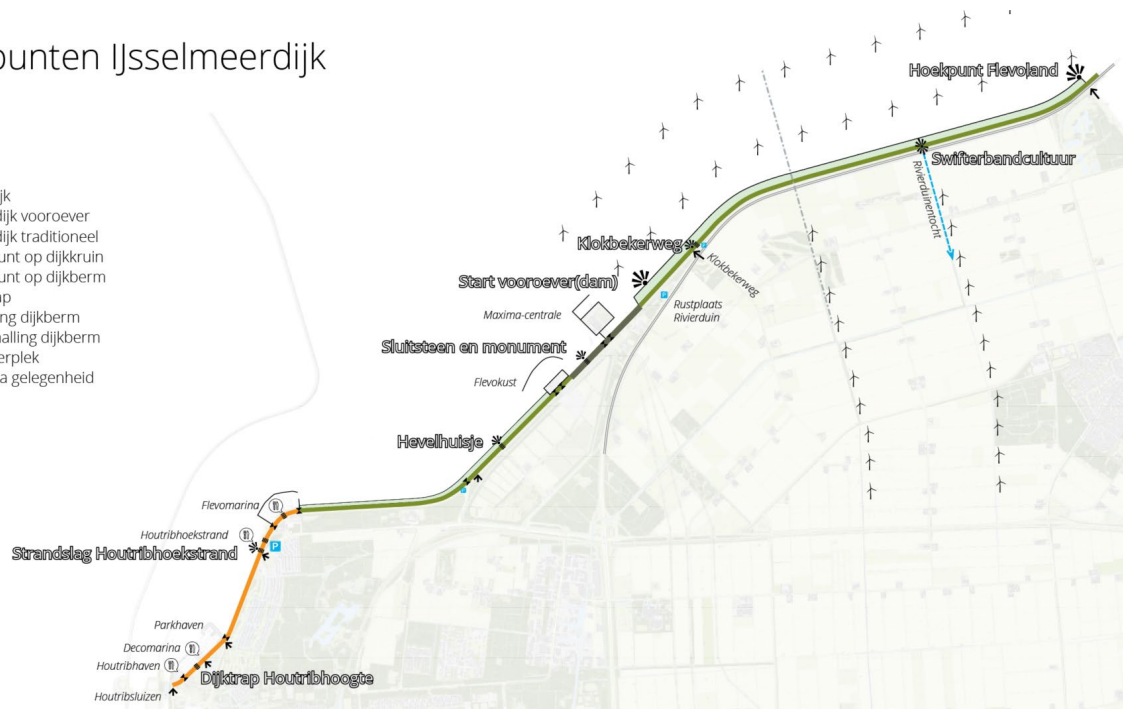 punten IJsselmeerdijk
jk
dijk vooroever
dijk traditioneel
unt op dijkkruin
unt op dijkberm
ap
ng dijkberm
alling dijkberm
erplek
a gelegenheid
Hoekpunt Flevoland
Swifterbandcultuur
Rivierduinentocht
Klokbekerweg
Klokbekerweg
Start vooroever(dam)
Rustplaats
Rivierduin
Maxima-centrale
Sluitsteen en monument
Flevokust
Hevelhuisje
Flevomarina
Houtribhoekstrand
Strandslag Houtribhoekstrand
P
Parkhaven
Decomarina
Houtribhaven
Dijktrap Houtribhoogte
Houtribsluizen